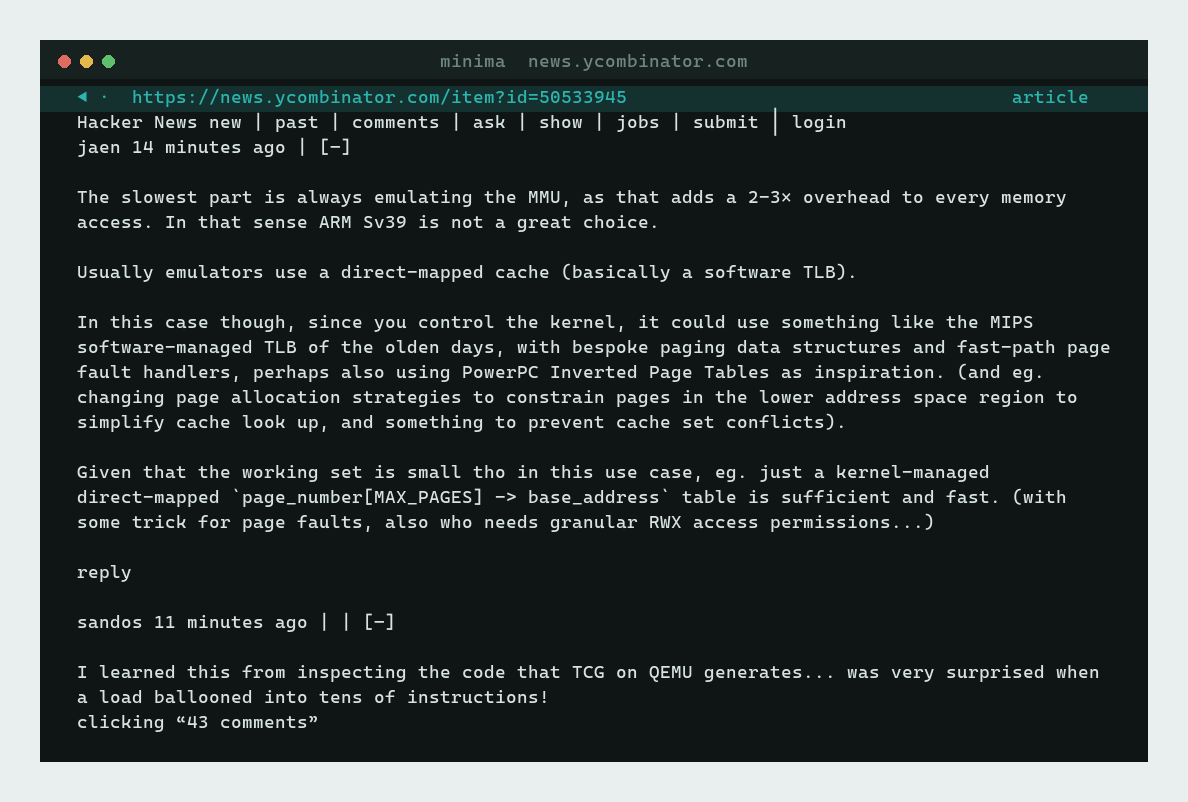 minima  news.ycombinator.com
◄ ·  https://news.ycombinator.com/item?id=50533945 article
Hacker News new | past | comments | ask | show | jobs | submit | login
jaen 14 minutes ago | [−]
The slowest part is always emulating the MMU, as that adds a 2−3× overhead to every memory
access. In that sense ARM Sv39 is not a great choice.
Usually emulators use a direct−mapped cache (basically a software TLB).
In this case though, since you control the kernel, it could use something like the MIPS
software−managed TLB of the olden days, with bespoke paging data structures and fast−path page
fault handlers, perhaps also using PowerPC Inverted Page Tables as inspiration. (and eg.
changing page allocation strategies to constrain pages in the lower address space region to
simplify cache look up, and something to prevent cache set conflicts).
Given that the working set is small tho in this use case, eg. just a kernel−managed
direct−mapped `page_number[MAX_PAGES] −> base_address` table is sufficient and fast. (with
some trick for page faults, also who needs granular RWX access permissions...)
reply
sandos 11 minutes ago | | [−]
I learned this from inspecting the code that TCG on QEMU generates... was very surprised when
a load ballooned into tens of instructions!
clicking “43 comments”